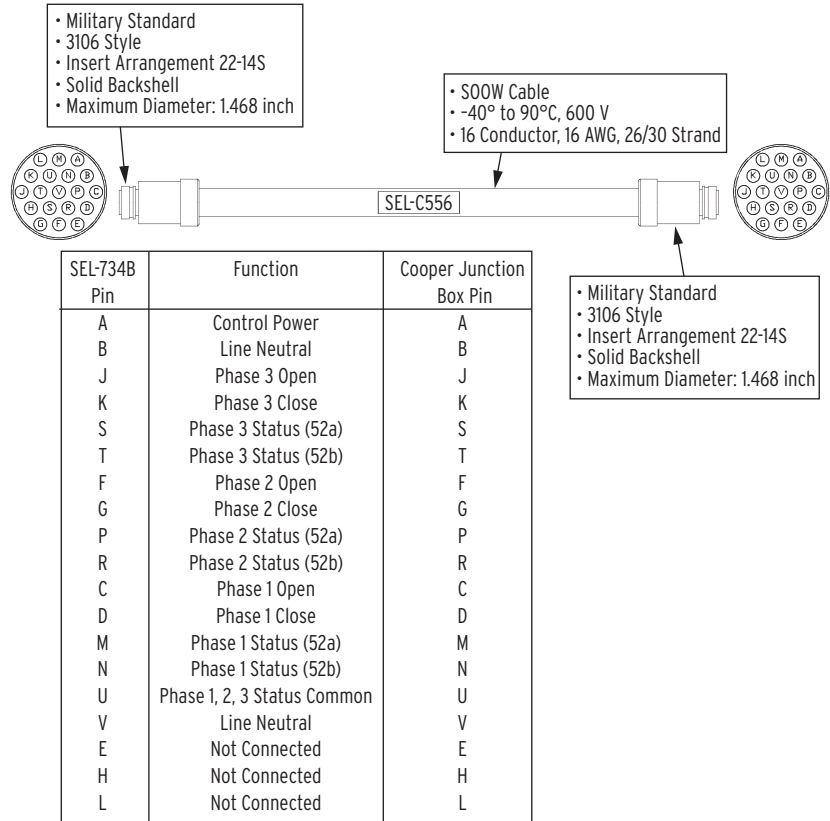 • Military Standard
• 3106 Style
• Insert Arrangement 22-14S
• Solid Backshell
• Maximum Diameter: 1.468 inch
• SOOW Cable
• -40° to 90°C, 600 V
• 16 Conductor, 16 AWG, 26/30 Strand
L M A
K U N B
J T V P C
H S R D
G F E
SEL-C556
L M A
K U N B
J T V P C
H S R D
G F E
• Military Standard
• 3106 Style
• Insert Arrangement 22-14S
• Solid Backshell
• Maximum Diameter: 1.468 inch
SEL-734B Pin Function Cooper Junction Box Pin
A Control Power A
B Line Neutral B
J Phase 3 Open J
K Phase 3 Close K
S Phase 3 Status (52a) S
T Phase 3 Status (52b) T
F Phase 2 Open F
G Phase 2 Close G
P Phase 2 Status (52a) P
R Phase 2 Status (52b) R
C Phase 1 Open C
D Phase 1 Close D
M Phase 1 Status (52a) M
N Phase 1 Status (52b) N
U Phase 1, 2, 3 Status Common U
V Line Neutral V
E Not Connected E
H Not Connected H
L Not Connected L